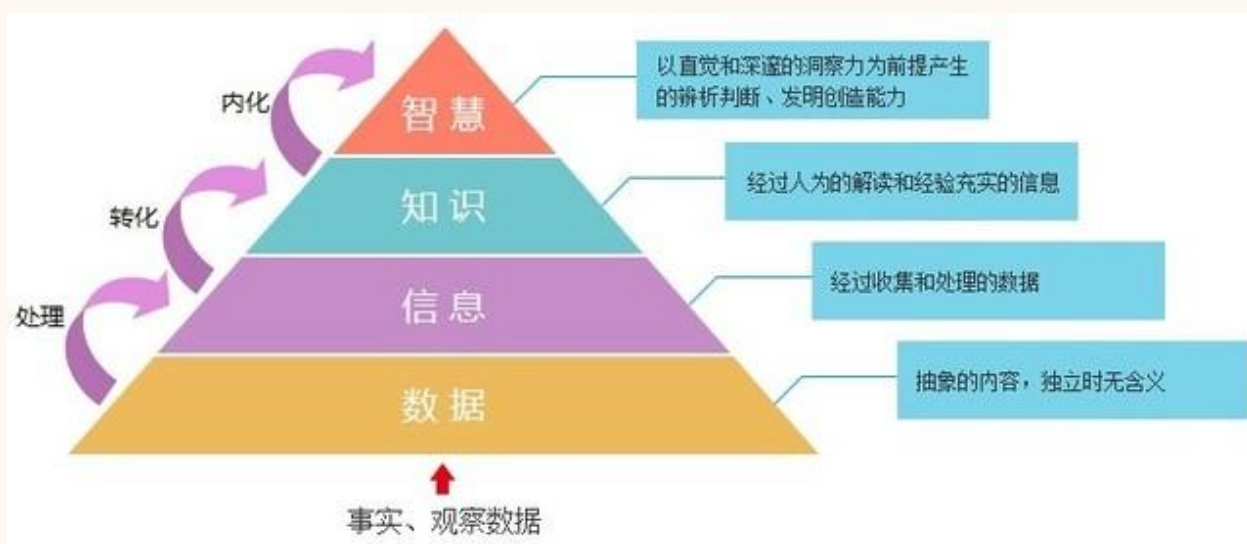 以直觉和深邃的洞察力为前提产生
的辨析判断、发明创造能力
内化
智慧
经过人为的解读和经验充实的信息
知识
转化
经过收集和处理的数据
信息
处理
抽象的内容，独立时无含义
数据
事实、观察数据